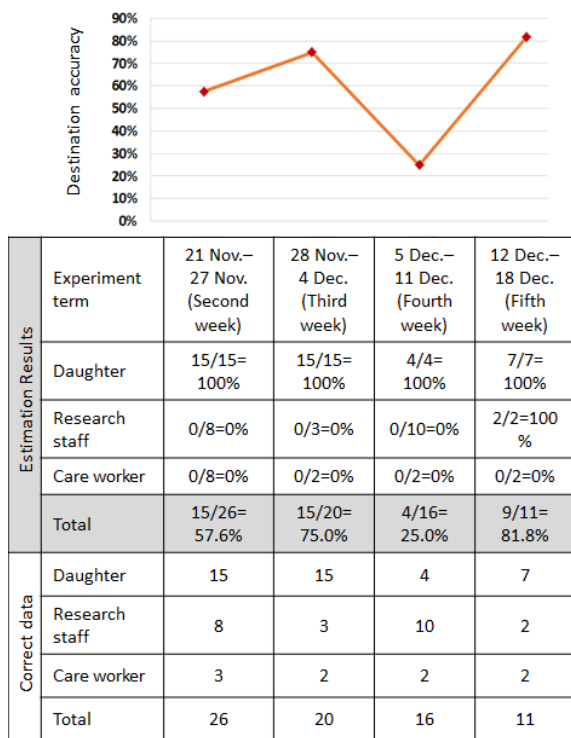 90%
80%
70%
60%
50%
40%
30%
20%
10%
0%
Destination accuracy
Estimation Results
Experiment
term
21 Nov.–
27 Nov.
(Second
week)
28 Nov.–
4 Dec.
(Third
week)
5 Dec.–
11 Dec.
(Fourth
week)
12 Dec.–
18 Dec.
(Fifth
week)
Daughter
15/15=
100%
15/15=
100%
4/4=
100%
7/7=
100%
Research
staff
0/8=0%
0/3=0%
0/10=0%
2/2=100
%
Care worker
0/8=0%
0/2=0%
0/2=0%
0/2=0%
Total
15/26=
57.6%
15/20=
75.0%
4/16=
25.0%
9/11=
81.8%
Correct data
Daughter
15
15
4
7
Research
staff
8
3
10
2
Care worker
3
2
2
2
Total
26
20
16
11